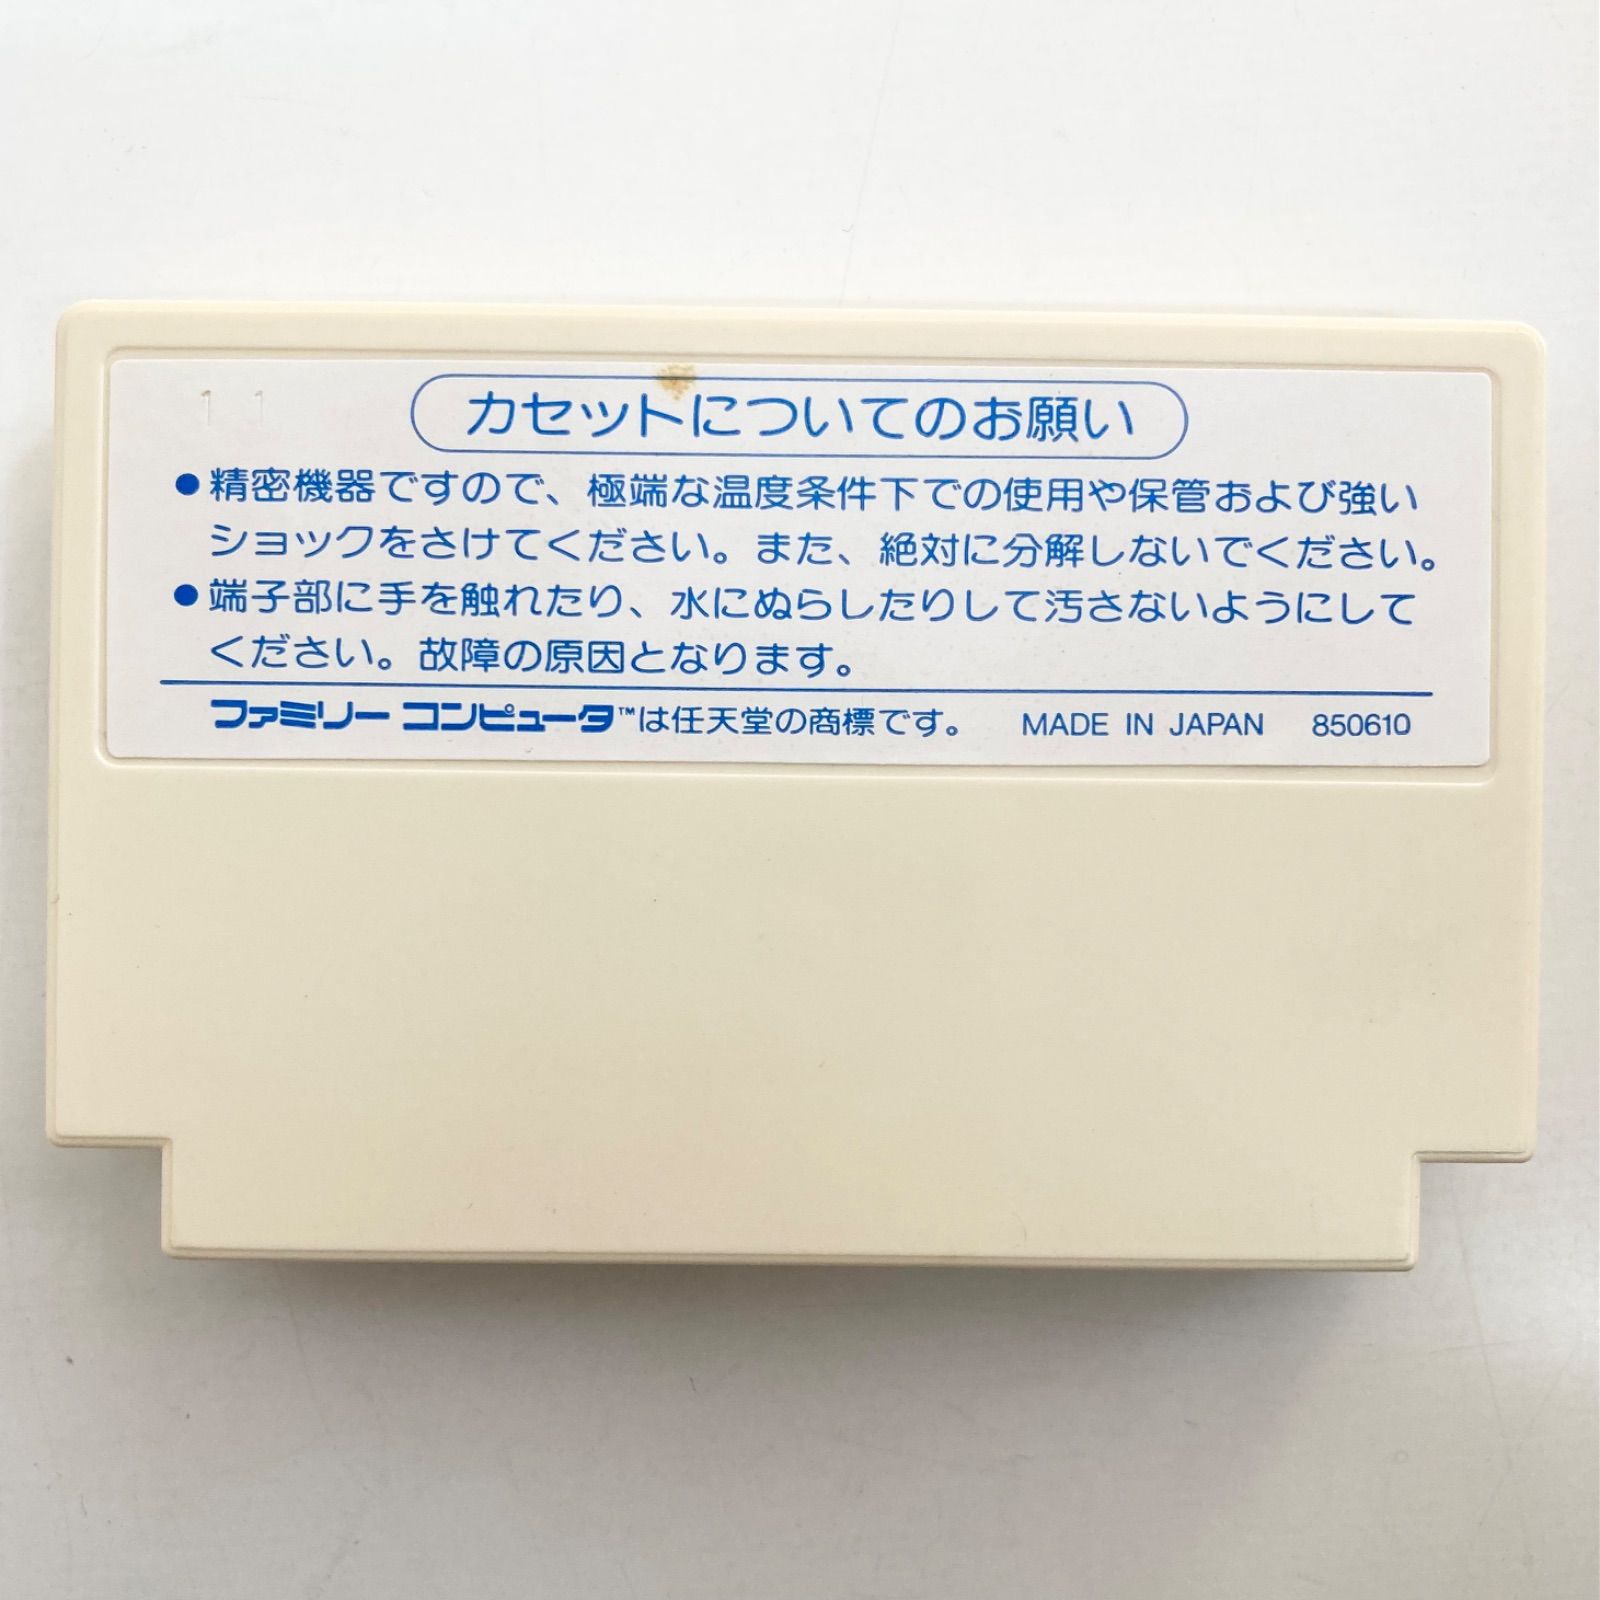 1 1
カセットについてのお願い
●精密機器ですので、極端な温度条件下での使用や保管および強い
ショックをさけてください。また、絶対に分解しないでください。
●端子部に手を触れたり、水にぬらしたりして汚さないようにして
ください。故障の原因となります。
ファミリー コンピュータ™は任天堂の商標です。 MADE IN JAPAN 850610